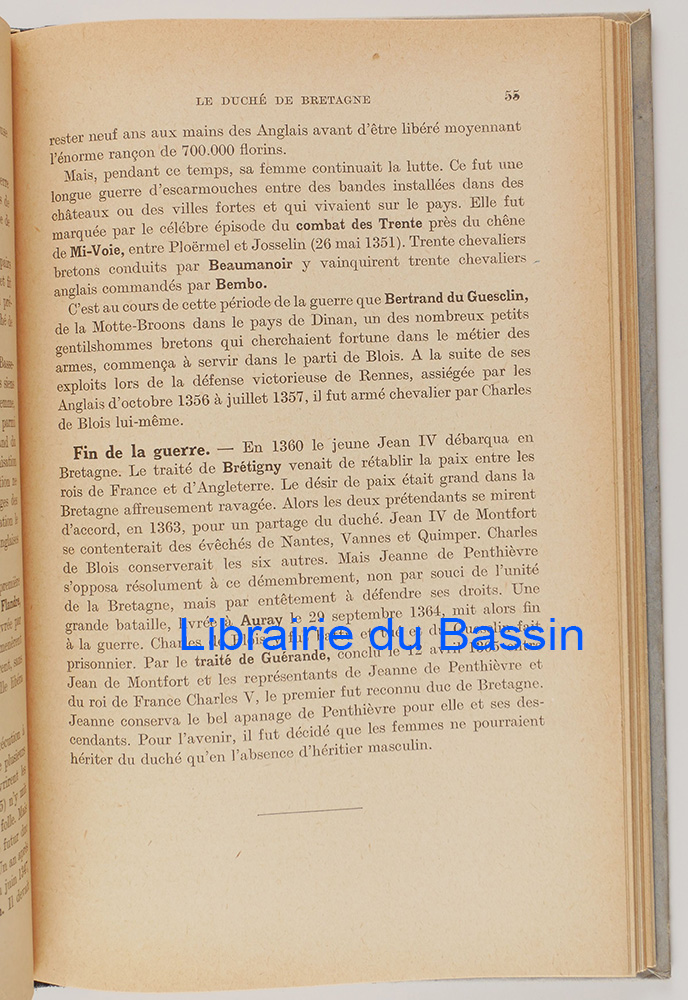 LE DUCHÉ DE BRETAGNE 55
rester neuf ans aux mains des Anglais avant d'être libéré moyennant
l'énorme rançon de 700.000 florins.
Mais, pendant ce temps, sa femme continuait la lutte. Ce fut une
longue guerre d'escarmouches entre des bandes installées dans des
châteaux ou des villes fortes et qui vivaient sur le pays. Elle fut
marquée par le célébre épisode du combat des Trente près du chêne
de Mi-Voie, entre Ploërmel et Josselin (26 mai 1351). Trente chevaliers
bretons conduits par Beaumanoir y vainquirent trente chevaliers
anglais commandés par Bembo.
C'est au cours de cette période de la guerre que Bertrand du Guesclin,
de la Motte-Broons dans le pays de Dinan, un des nombreux petits
gentilshommes bretons qui cherchaient fortune dans le métier des
armes, commença à servir dans le parti de Blois. A la suite de ses
exploits lors de la défense victorieuse de Rennes, assiégée par les
Anglais d'octobre 1356 à juillet 1357, il fut armé chevalier par Charles
de Blois lui-même.
Fin de la guerre. — En 1360 le jeune Jean IV débarqua en
Bretagne. Le traité de Brétigny venait de rétablir la paix entre les
rois de France et d'Angleterre. Le désir de paix était grand dans la
Bretagne affreusement ravagée. Alors les deux prétendants se mirent
d'accord, en 1363, pour un partage du duché. Jean IV de Montfort
se contenterait des évêchés de Nantes, Vannes et Quimper. Charles
de Blois conserverait les six autres. Mais Jeanne de Penthièvre
s'opposa résolument à ce démembrement, non par souci de l'unité
de la Bretagne, mais par entêtement à défendre ses droits. Une
grande bataille, livrée à Auray le 29 septembre 1364, mit alors fin
à la guerre. Charles de Blois y fut et du fait
Librairie du Bassin
prisonnier. Par le traité de Guérande, conclu le 12 avril 1365
Jean de Montfort et les représentants de Jeanne de Penthièvre et
du roi de France Charles V, le premier fut reconnu duc de Bretagne.
Jeanne conserva le bel apanage de Penthièvre pour elle et ses des-
cendants. Pour l'avenir, il fut décidé que les femmes ne pourraient
hériter du duché qu'en l'absence d'héritier masculin.